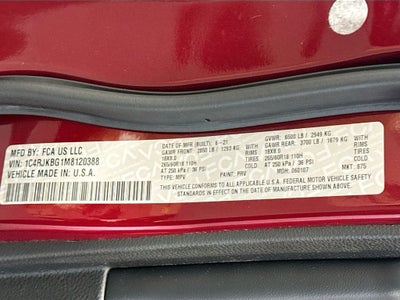 MFD BY: FCA US LLC
VIN: 1C4RJKBG1M8120388
VEHICLE MADE IN: U.S.A.
DATE OF MFR (BUILT): 6-21
GAWR FRONT: 2850 LB / 1293 KG
RIMS
18X8.0
265/60R18 110H
AT 250 kPa / 36 PSI
TYPE: MPV
PAINT: PRV
GVWR: 6500 LB / 2949 KG
GAWR REAR: 3700 LB / 1679 KG
RIMS
18X8.0
265/60R18 110H
AT 250 kPa / 36 PSI
MDH: 060107
MKT: 875
THIS VEHICLE CONFORMS TO ALL APPLICABLE U.S.A. FEDERAL MOTOR VEHICLE SAFETY
STANDARDS IN EFFECT ON THE DATE OF MANUFACTURE SHOWN ABOVE.